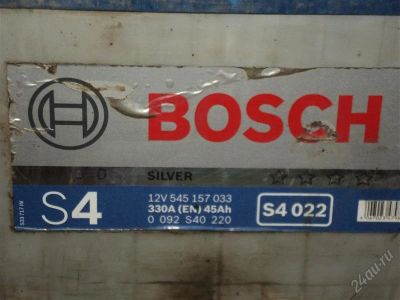 BOSCH
SILVER
S4
12V 545 157 033
330A (EN) 45Ah
0 092 S40 220
S4 022
24au.ru